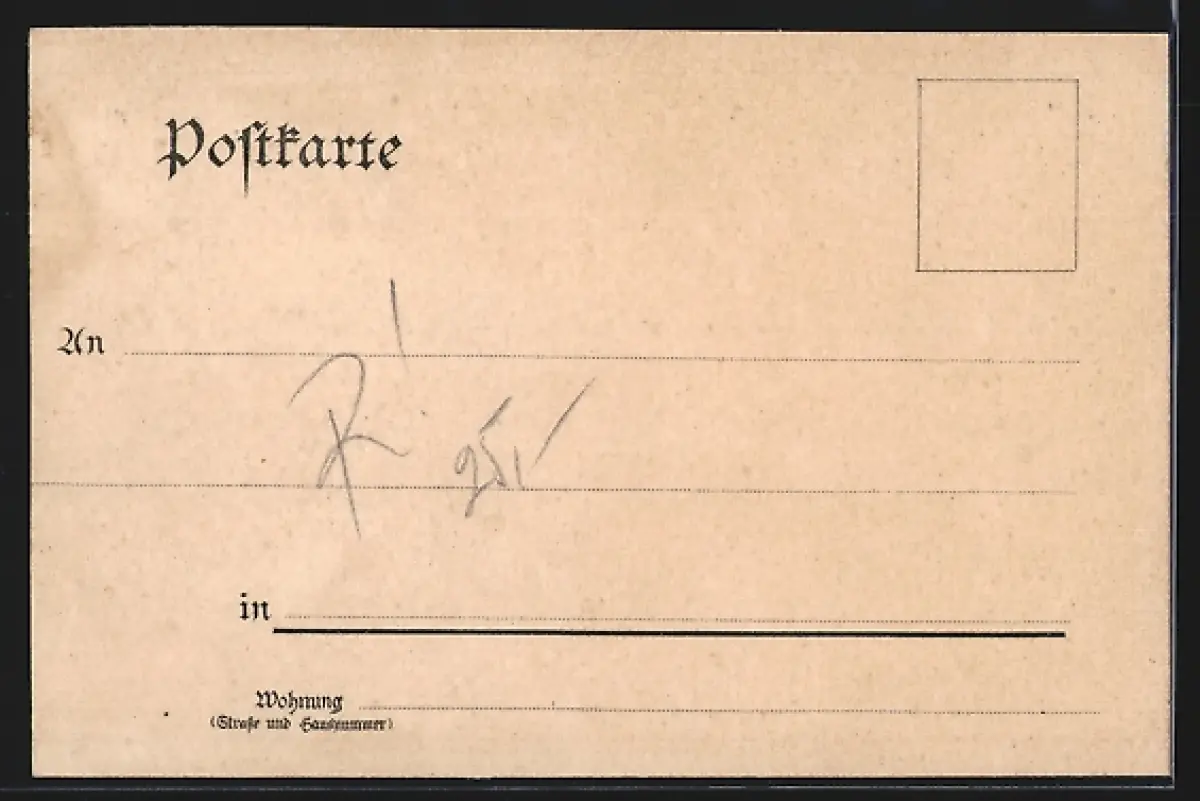 Postkarte
An
R
25,-
in
Wohnung
(Straße und Hausnummer)